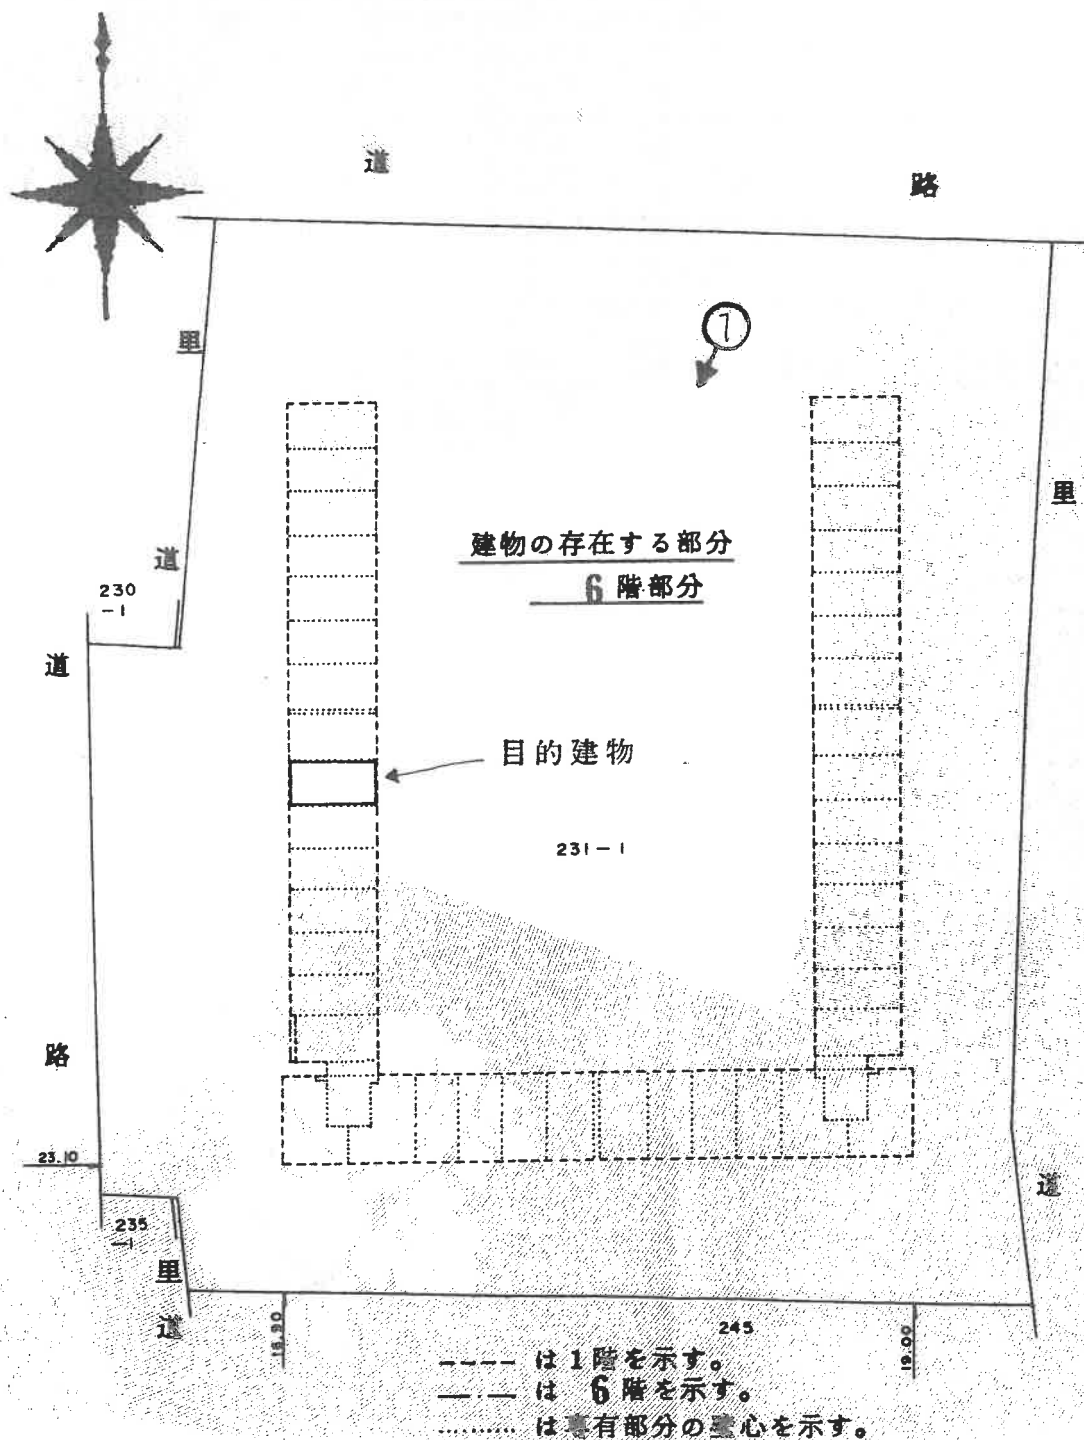 道 路
⑦
里
道
里
建物の存在する部分
6 階部分
230
-1
道
目的建物
231-1
路
23.10
道
235
-1
里
道
18.90
245
19.00
---- は 1 階を示す。
—・— は 6 階を示す。
........ は専有部分の壁心を示す。